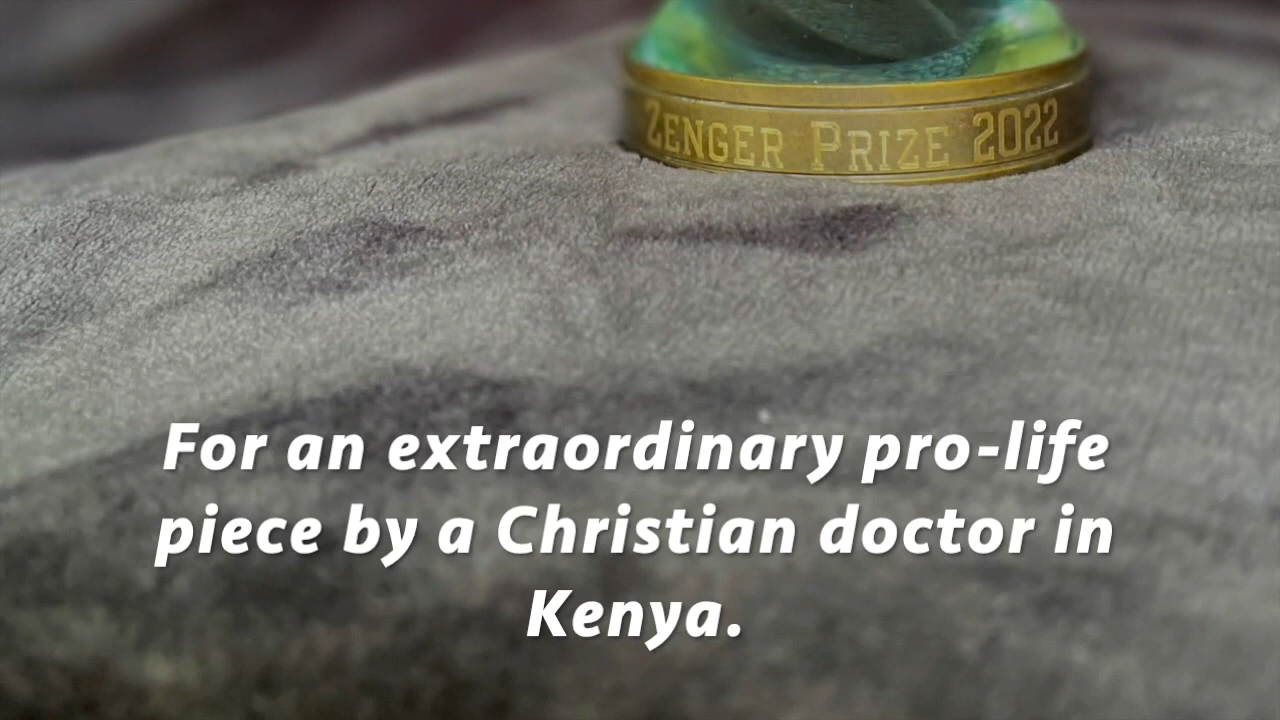 ZENGER PRIZE 2022
For an extraordinary pro-life
piece by a Christian doctor in
Kenya.